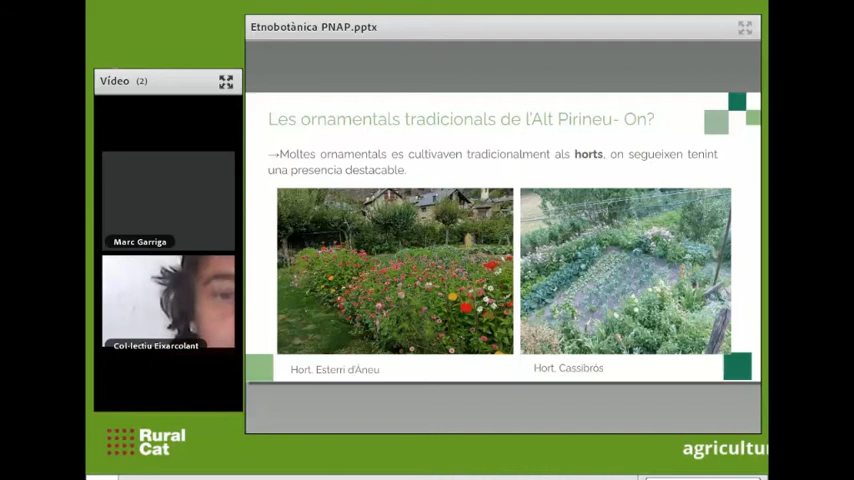 Etnobotànica PNAP.pptx
Vídeo (2)
Les ornamentals tradicionals de l'Alt Pirineu- On?
→Moltes ornamentals es cultivaven tradicionalment als horts, on segueixen tenint
una presencia destacable.
Marc Garriga
Col·lectiu Eixarcolant
Hort. Esterri d'Àneu
Hort. Cassibrós
Rural
Cat
agricultu